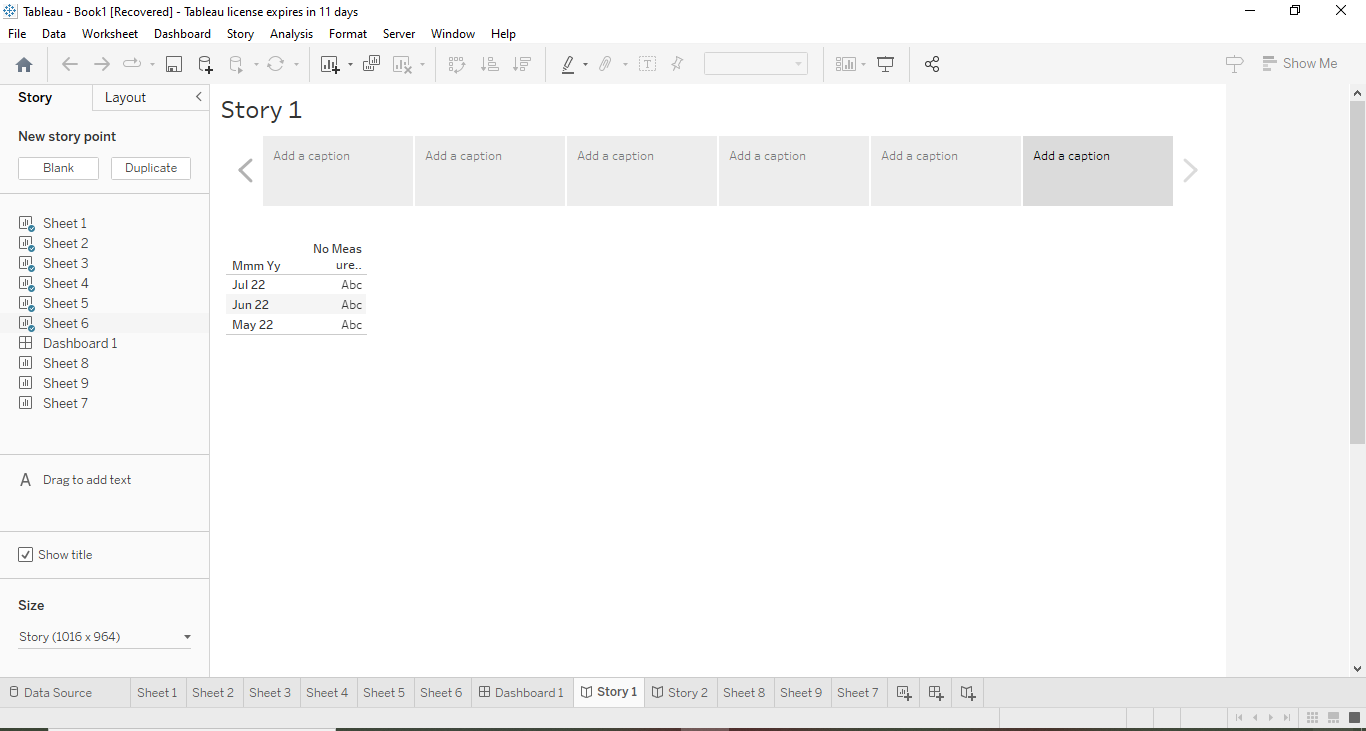 Tableau - Book1 [Recovered] - Tableau license expires in 11 days
File Data Worksheet Dashboard Story Analysis Format Server Window Help
Show Me
Story Layout
New story point
Blank Duplicate
Sheet 1
Sheet 2
Sheet 3
Sheet 4
Sheet 5
Sheet 6
Dashboard 1
Sheet 8
Sheet 9
Sheet 7
A Drag to add text
Show title
Size
Story (1016 x 964)
Story 1
Add a caption Add a caption Add a caption Add a caption Add a caption Add a caption
No Meas
Mmm Yy ure..
Jul 22 Abc
Jun 22 Abc
May 22 Abc
Data Source Sheet 1 Sheet 2 Sheet 3 Sheet 4 Sheet 5 Sheet 6 Dashboard 1 Story 1 Story 2 Sheet 8 Sheet 9 Sheet 7